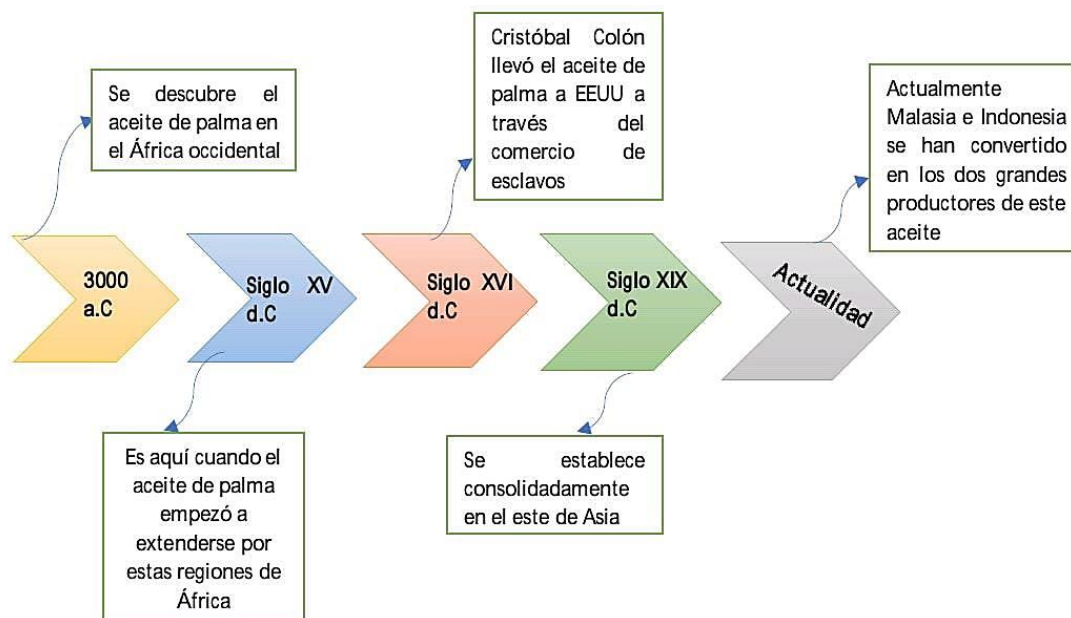 Se descubre el
aceite de palma en
el África occidental
Cristóbal Colón
llevó el aceite de
palma a EEUU a
través del
comercio de
esclavos
Actualmente
Malasia e Indonesia
se han convertido
en los dos grandes
productores de este
aceite
3000
a.C
Siglo XV
d.C
Siglo XVI
d.C
Siglo XIX
d.C
Actualidad
Es aquí cuando el
aceite de palma
empezó a
extenderse por
estas regiones de
África
Se establece
consolidadamente
en el este de Asia